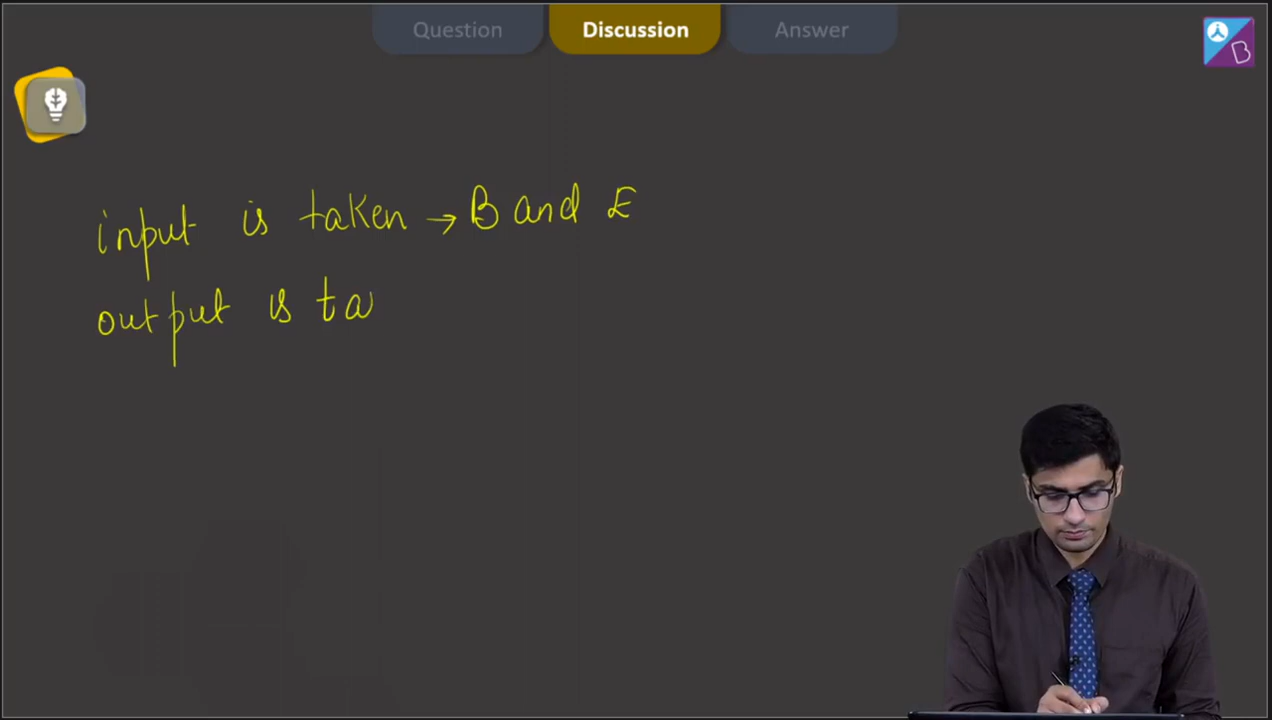 Question Discussion Answer
input is taken → B and E
output is ta